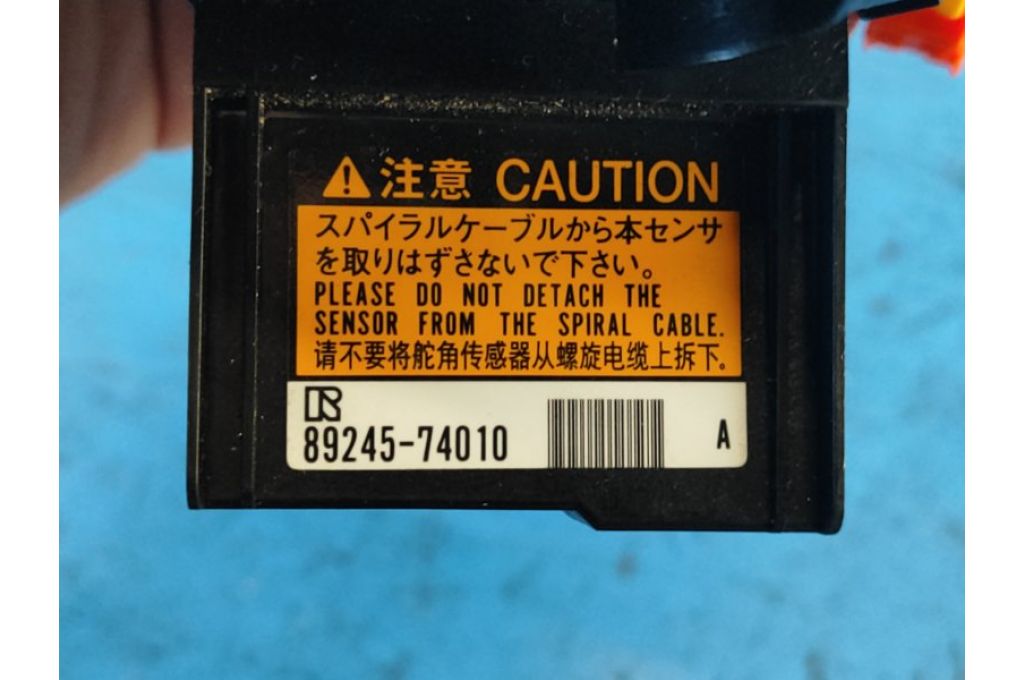 注意 CAUTION
スパイラルケーブルから本センサ
を取りはずさないで下さい。
PLEASE DO NOT DETACH THE
SENSOR FROM THE SPIRAL CABLE.
请不要将舵角传感器从螺旋电缆上拆下。
R
89245-74010
A